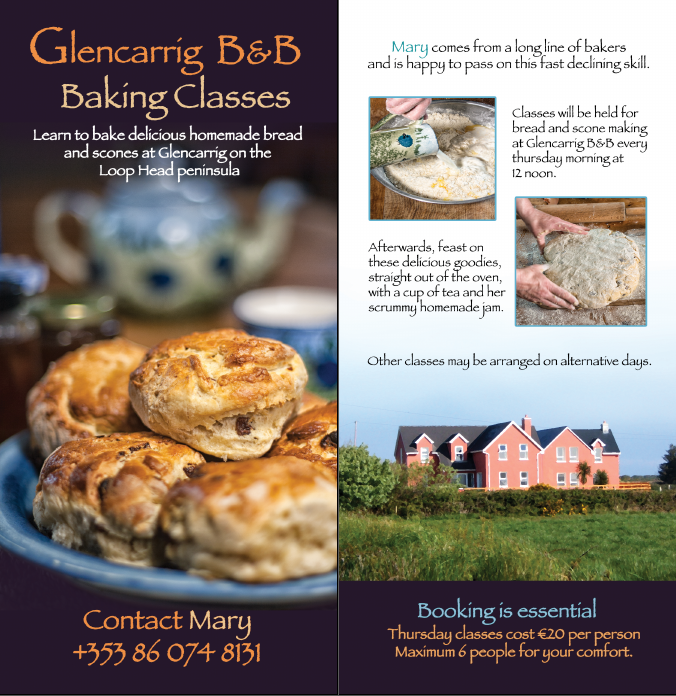 Glencarrig B&B
Baking Classes
Learn to bake delicious homemade bread
and scones at Glencarrig on the
Loop Head peninsula
Contact Mary
+353 86 074 8131
Mary comes from a long line of bakers
and is happy to pass on this fast declining skill.
Classes will be held for
bread and scone making
at Glencarrig B&B every
thursday morning at
12 noon.
Afterwards, feast on
these delicious goodies,
straight out of the oven,
with a cup of tea and her
scrummy homemade jam.
Other classes may be arranged on alternative days.
Booking is essential
Thursday classes cost €20 per person
Maximum 6 people for your comfort.